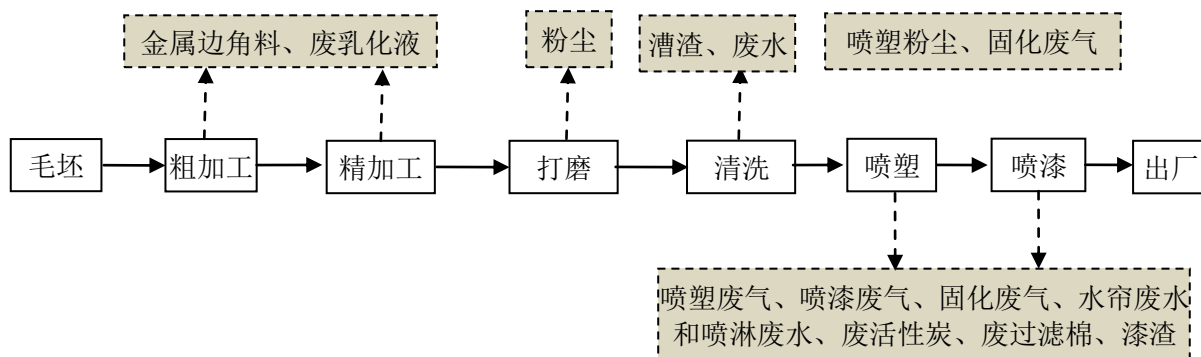 金属边角料、废乳化液
粉尘
漕渣、废水
喷塑粉尘、固化废气
毛坯
粗加工
精加工
打磨
清洗
喷塑
喷漆
出厂
喷塑废气、喷漆废气、固化废气、水帘废水
和喷淋废水、废活性炭、废过滤棉、漆渣